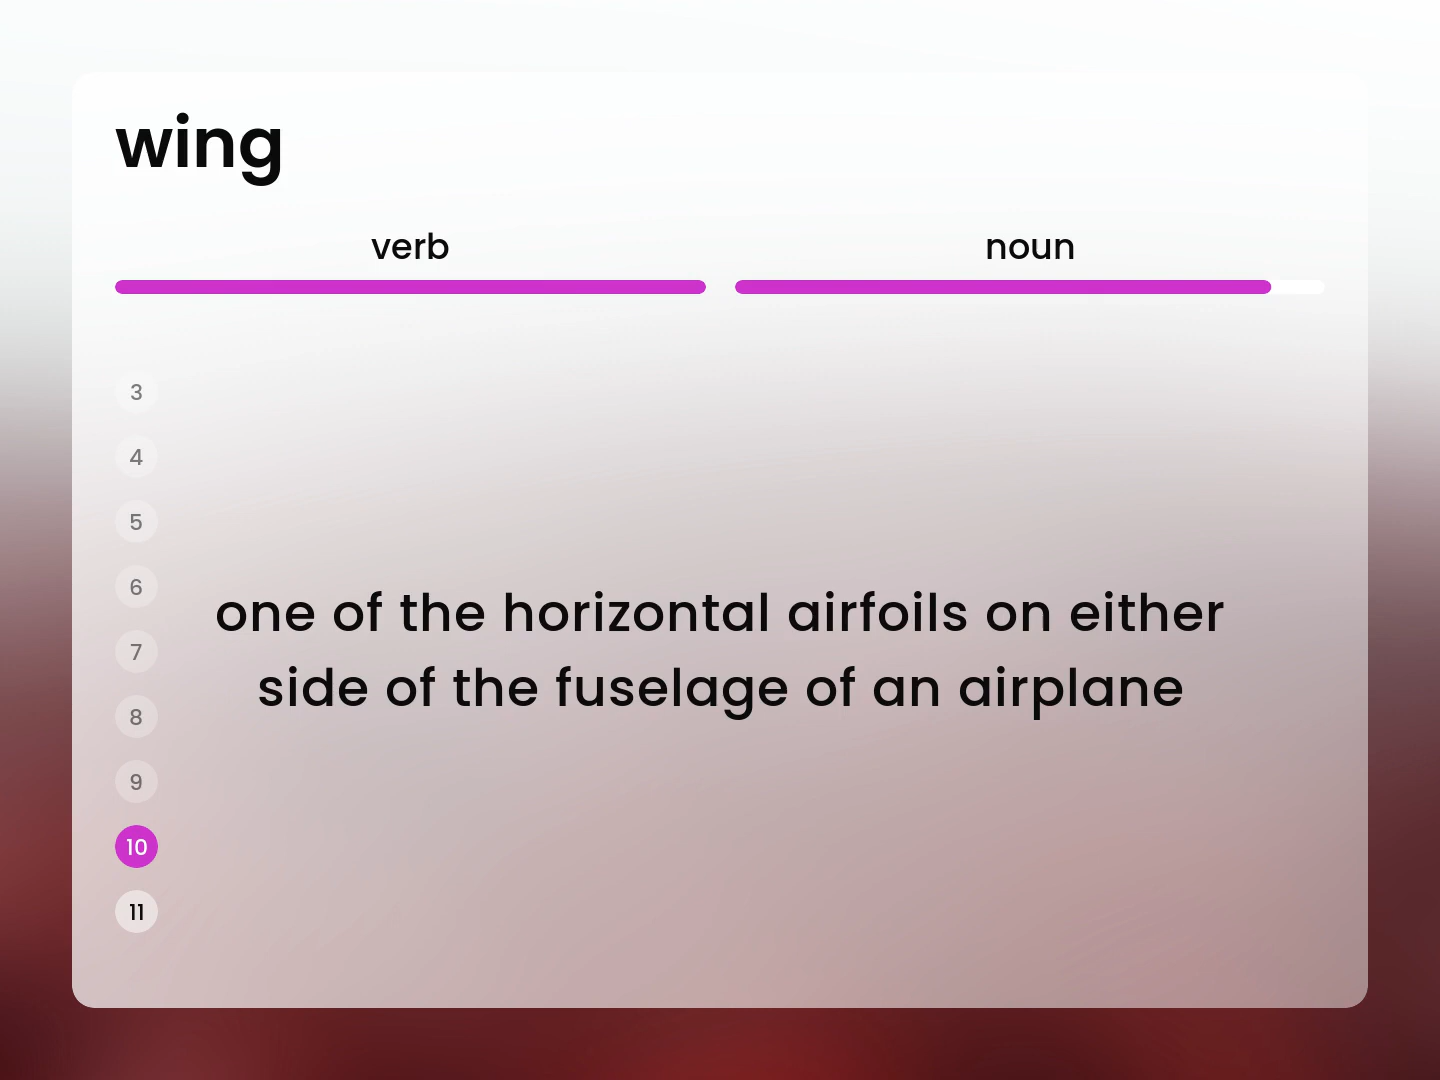 wing
verb
noun
3
4
5
6
7
8
9
10
11
one of the horizontal airfoils on either
side of the fuselage of an airplane